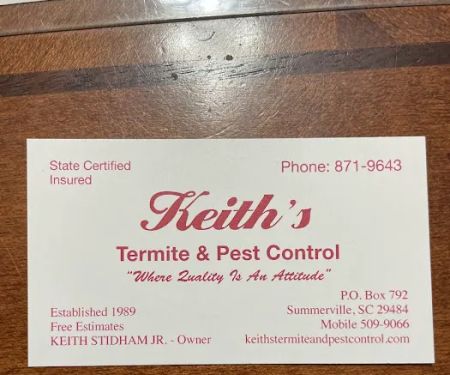 State Certified
Insured
Phone: 871-9643
Keith's
Termite & Pest Control
"Where Quality Is An Attitude"
Established 1989
Free Estimates
KEITH STIDHAM JR. - Owner
P.O. Box 792
Summerville, SC 29484
Mobile 509-9066
keithstermiteandpestcontrol.com